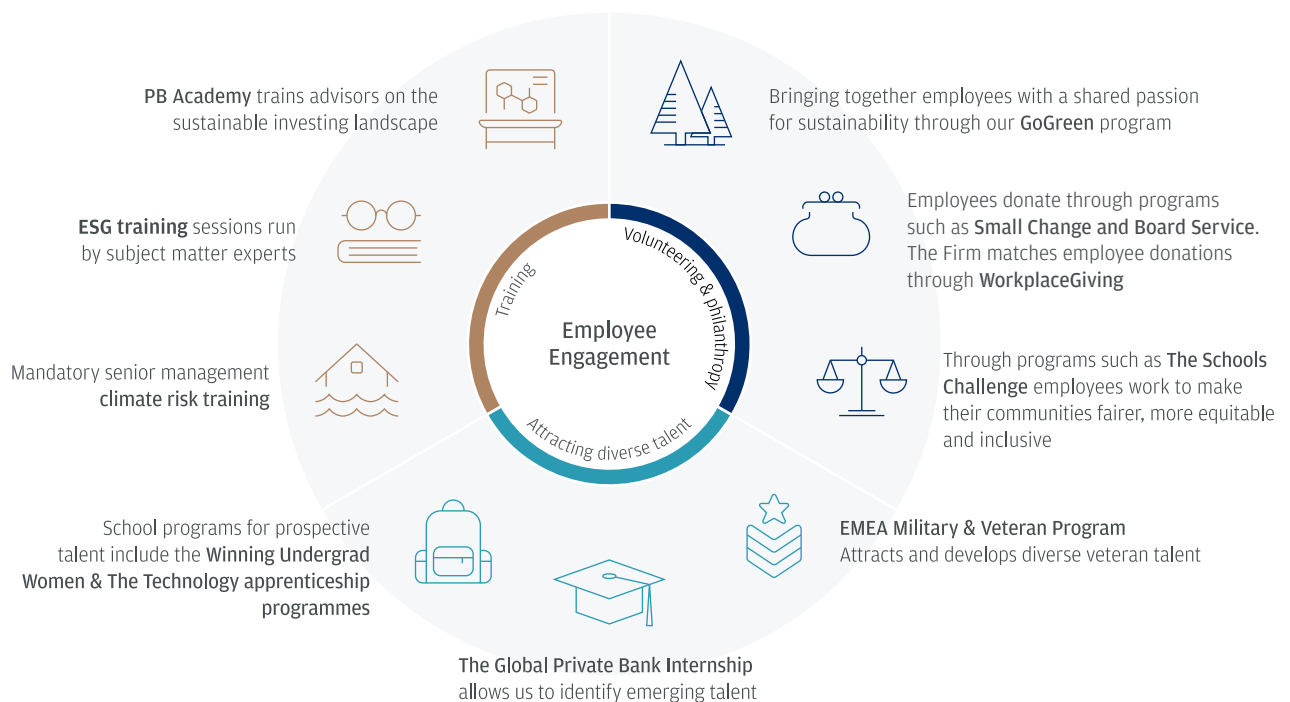 PB Academy trains advisors on the
sustainable investing landscape
ESG training sessions run
by subject matter experts
Mandatory senior management
climate risk training
School programs for prospective
talent include the Winning Undergrad
Women & The Technology apprenticeship
programmes
The Global Private Bank Internship
allows us to identify emerging talent
EMEA Military & Veteran Program
Attracts and develops diverse veteran talent
Through programs such as The Schools
Challenge employees work to make
their communities fairer, more equitable
and inclusive
Employees donate through programs
such as Small Change and Board Service.
The Firm matches employee donations
through WorkplaceGiving
Bringing together employees with a shared passion
for sustainability through our GoGreen program
Training
Volunteering & philanthropy
Attracting diverse talent
Employee
Engagement